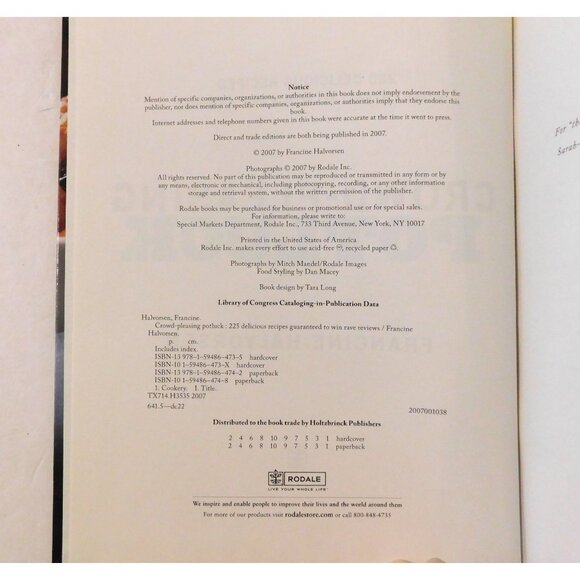 Notice
Mention of specific companies, organizations, or authorities in this book does not imply endorsement by the
publisher, nor does mention of specific companies, organizations, or authorities imply that they endorse this
book.
Internet addresses and telephone numbers given in this book were accurate at the time it went to press.
Direct and trade editions are both being published in 2007.
© 2007 by Francine Halvorsen
Photographs © 2007 by Rodale Inc.
All rights reserved. No part of this publication may be reproduced or transmitted in any form or by
any means, electronic or mechanical, including photocopying, recording, or any other information
storage and retrieval system, without the written permission of the publisher.
Rodale books may be purchased for business or promotional use or for special sales.
For information, please write to:
Special Markets Department, Rodale Inc., 733 Third Avenue, New York, NY 10017
Printed in the United States of America
Rodale Inc. makes every effort to use acid-free ♾, recycled paper ♲.
Photographs by Mitch Mandel/Rodale Images
Food Styling by Dan Macey
Book design by Tara Long
Library of Congress Cataloging-in-Publication Data
Halvorsen, Francine.
Crowd-pleasing potluck : 225 delicious recipes guaranteed to win rave reviews / Francine
Halvorsen.
p. cm.
Includes index.
ISBN-13 978-1-59486-473-5 hardcover
ISBN-10 1-59486-473-X hardcover
ISBN-13 978-1-59486-474-2 paperback
ISBN-10 1-59486-474-8 paperback
1. Cookery. I. Title.
TX714.H3535 2007
641.5—dc22
2007001038
Distributed to the book trade by Holtzbrinck Publishers
2 4 6 8 10 9 7 5 3 1 hardcover
2 4 6 8 10 9 7 5 3 1 paperback
RODALE
LIVE YOUR WHOLE LIFE
We inspire and enable people to improve their lives and the world around them
For more of our products visit rodalestore.com or call 800-848-4735
For "th
Sarah-